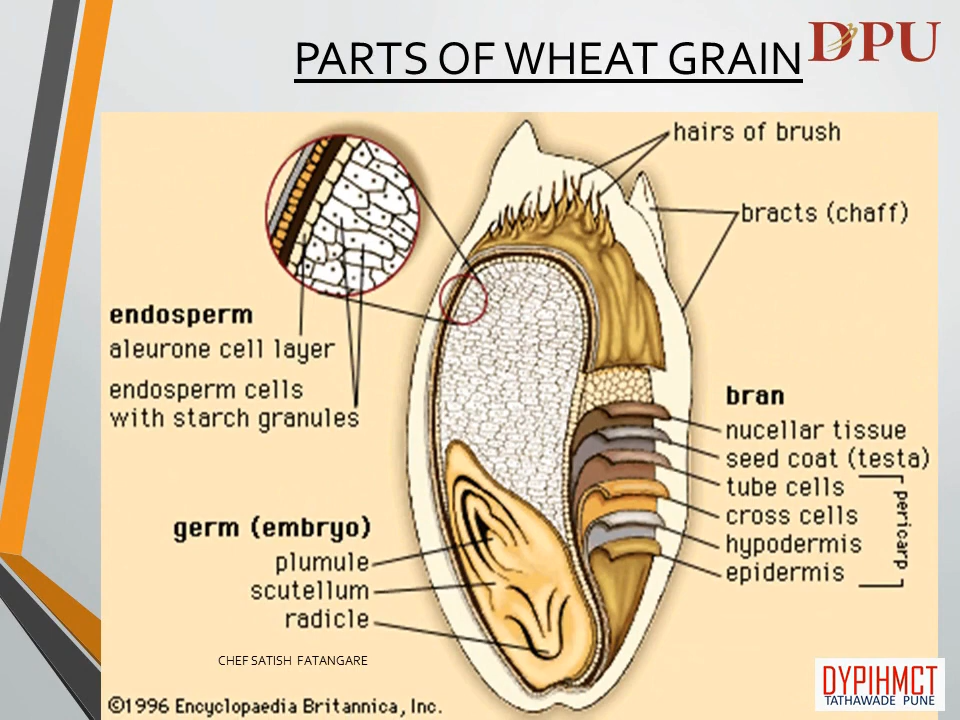 PARTS OF WHEAT GRAIN
DPU
hairs of brush
bracts (chaff)
endosperm
aleurone cell layer
endosperm cells
with starch granules
bran
nucellar tissue
seed coat (testa)
tube cells
cross cells
hypodermis
epidermis
pericarp
germ (embryo)
plumule
scutellum
radicle
CHEF SATISH FATANGARE
©1996 Encyclopaedia Britannica, Inc.
DYPIHMCT
TATHAWADE PUNE